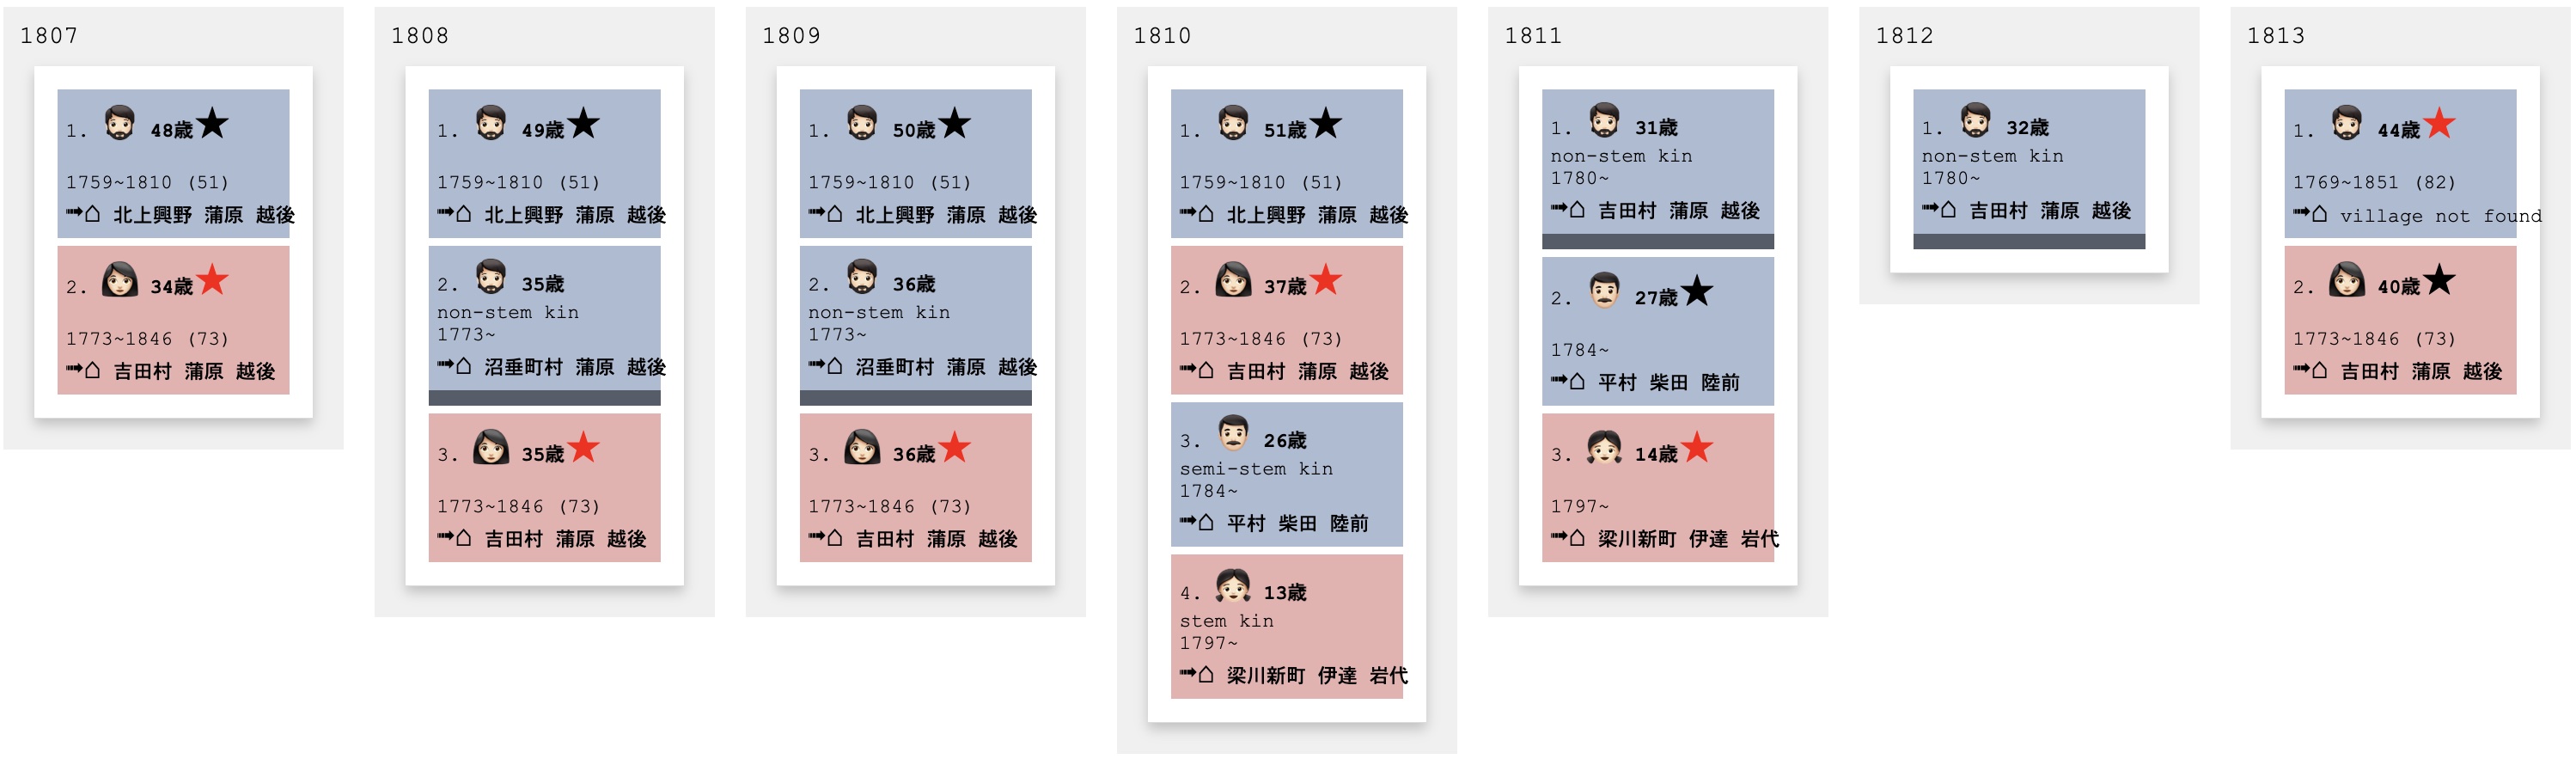 1807
1. 48歳★
1759~1810 (51)
➟⌂ 北上興野 蒲原 越後
2. 34歳★
1773~1846 (73)
➟⌂ 吉田村 蒲原 越後
1808
1. 49歳★
1759~1810 (51)
➟⌂ 北上興野 蒲原 越後
2. 35歳
non-stem kin
1773~
➟⌂ 沼垂町村 蒲原 越後
3. 35歳★
1773~1846 (73)
➟⌂ 吉田村 蒲原 越後
1809
1. 50歳★
1759~1810 (51)
➟⌂ 北上興野 蒲原 越後
2. 36歳
non-stem kin
1773~
➟⌂ 沼垂町村 蒲原 越後
3. 36歳★
1773~1846 (73)
➟⌂ 吉田村 蒲原 越後
1810
1. 51歳★
1759~1810 (51)
➟⌂ 北上興野 蒲原 越後
2. 37歳★
1773~1846 (73)
➟⌂ 吉田村 蒲原 越後
3. 26歳
semi-stem kin
1784~
➟⌂ 平村 柴田 陸前
4. 13歳
stem kin
1797~
➟⌂ 梁川新町 伊達 岩代
1811
1. 31歳
non-stem kin
1780~
➟⌂ 吉田村 蒲原 越後
2. 27歳★
1784~
➟⌂ 平村 柴田 陸前
3. 14歳★
1797~
➟⌂ 梁川新町 伊達 岩代
1812
1. 32歳
non-stem kin
1780~
➟⌂ 吉田村 蒲原 越後
1813
1. 44歳★
1769~1851 (82)
➟⌂ village not found
2. 40歳★
1773~1846 (73)
➟⌂ 吉田村 蒲原 越後